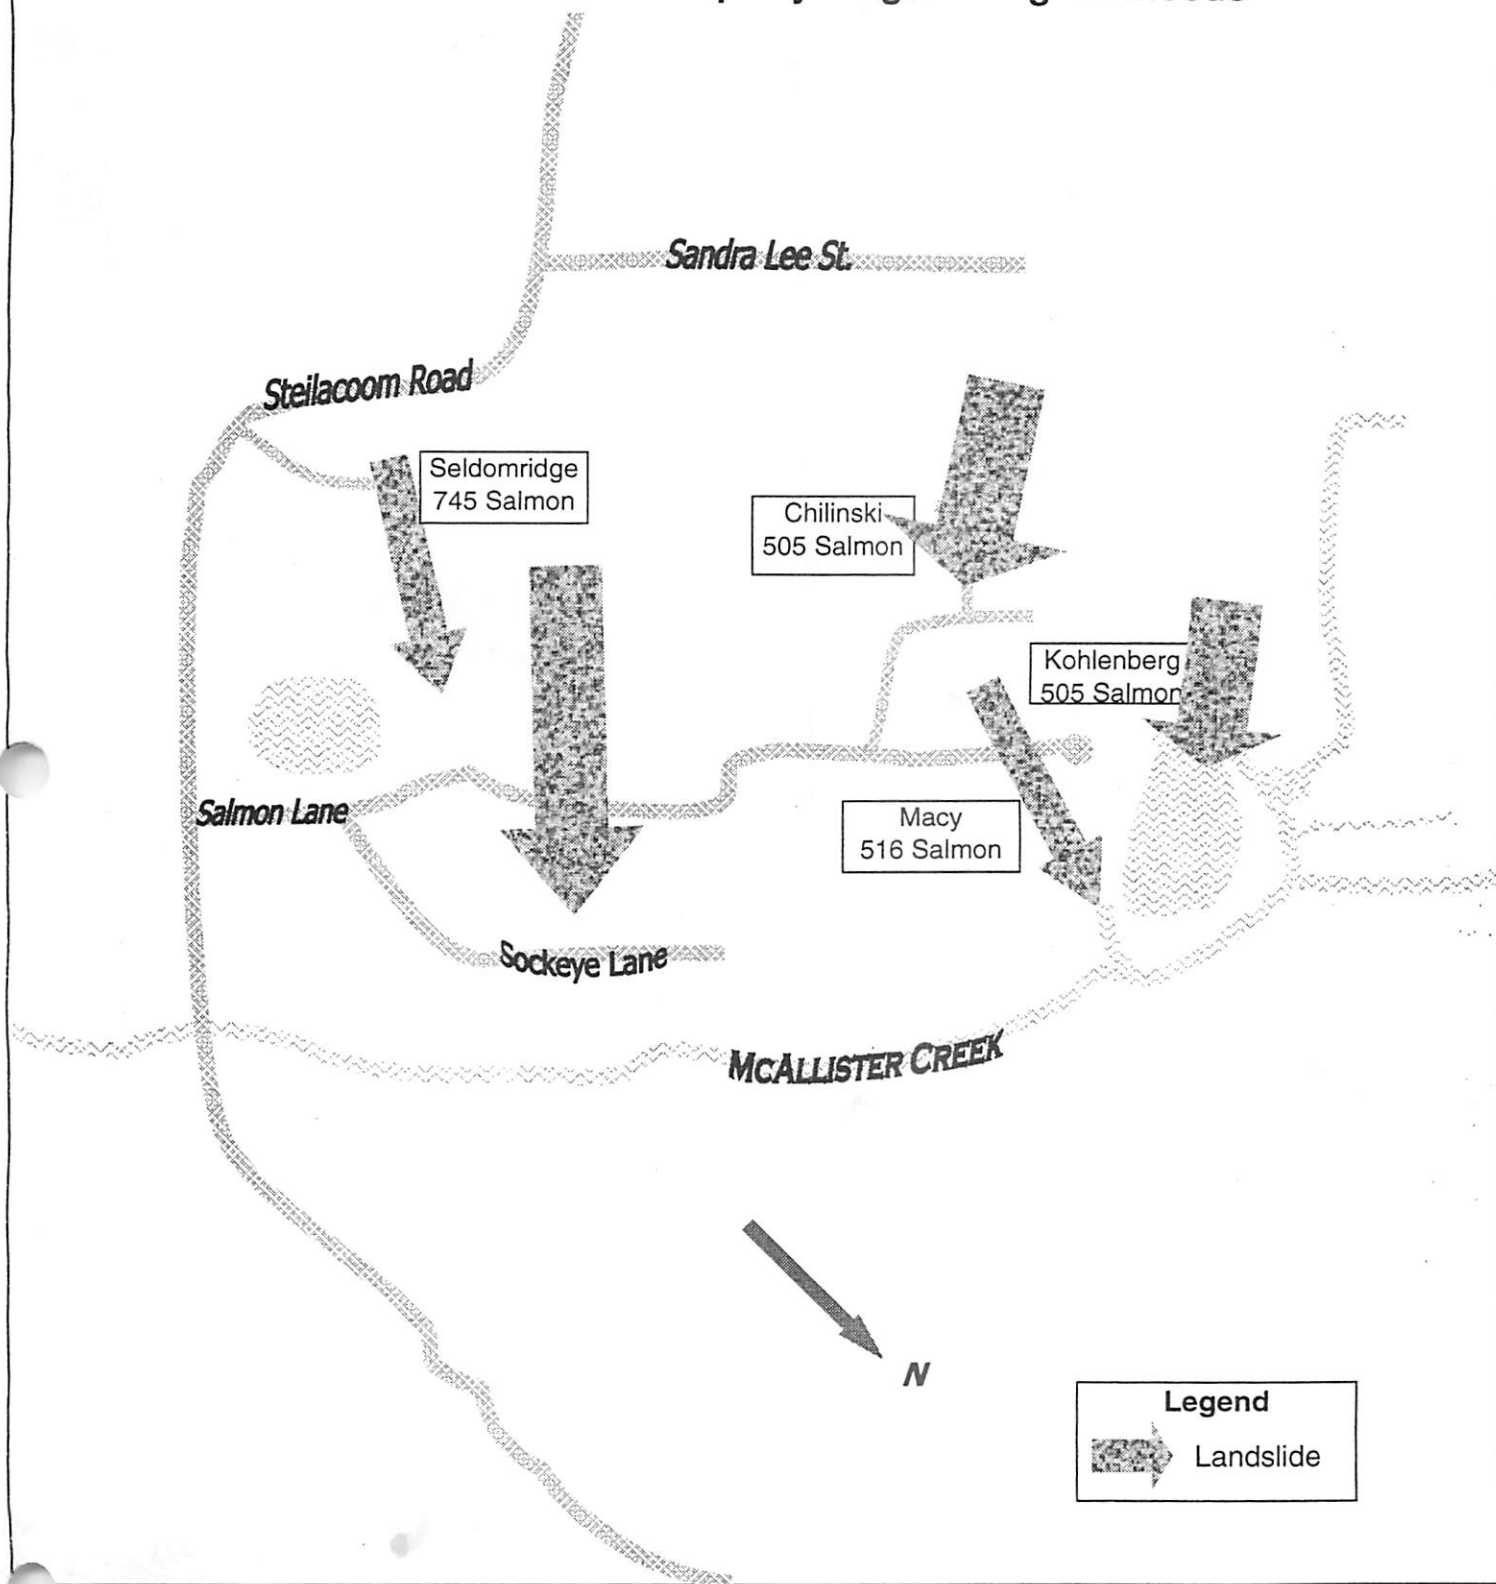 Sandra Lee St.
Steilacoom Road
Seldomridge
745 Salmon
Chilinski
505 Salmon
Kohlenberg
505 Salmon
Salmon Lane
Macy
516 Salmon
Sockeye Lane
MCALLISTER CREEK
N
Legend
Landslide